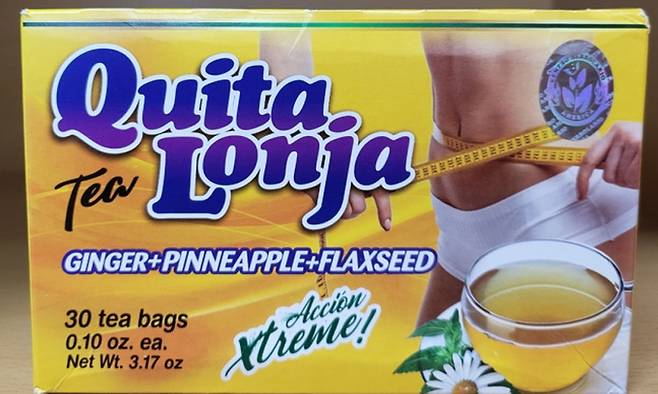 Quita
Lonja
Tea
GINGER+PINNEAPPLE+FLAXSEED
30 tea bags
0.10 oz. ea.
Net Wt. 3.17 oz
Acción
Xtreme!